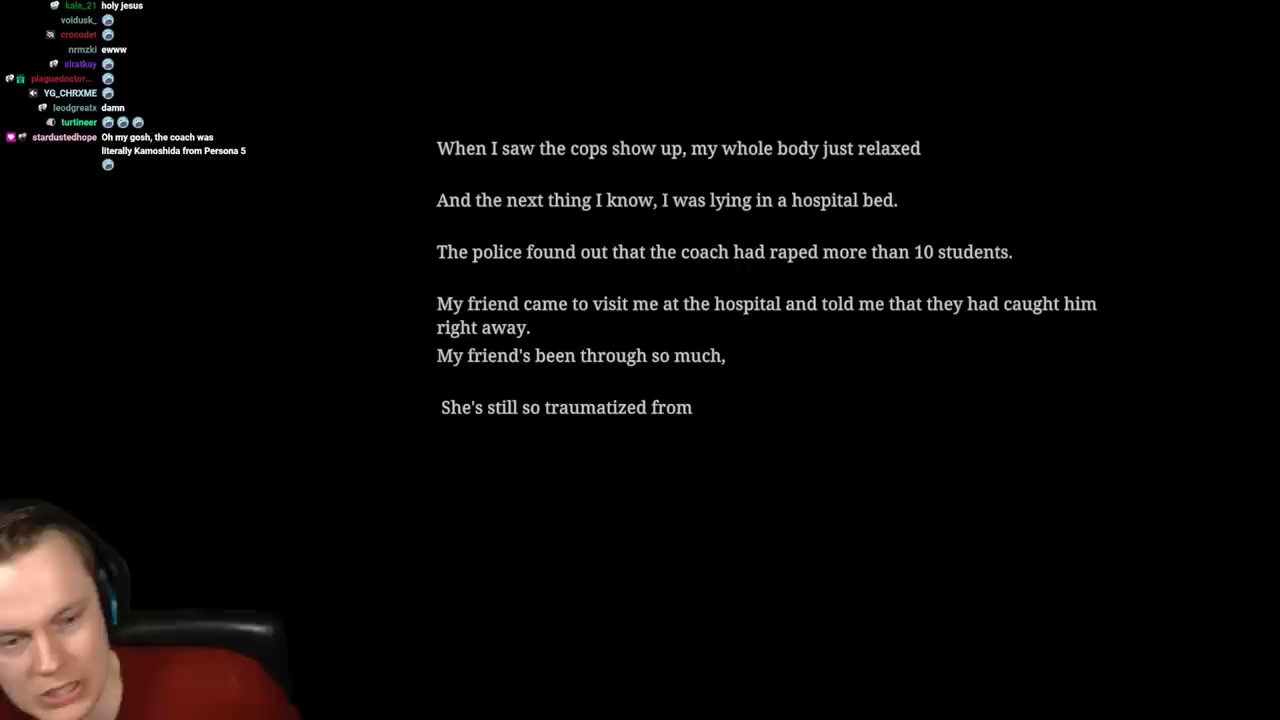 kale_21 holy jesus
voidusk_
crocodet
nrmzki ewww
slratkay
plaguedoctor...
YG_CHRXME
leodgreatx damn
turtineer
stardustedhope Oh my gosh, the coach was
literally Kamoshida from Persona 5
When I saw the cops show up, my whole body just relaxed
And the next thing I know, I was lying in a hospital bed.
The police found out that the coach had raped more than 10 students.
My friend came to visit me at the hospital and told me that they had caught him
right away.
My friend's been through so much,
She's still so traumatized from